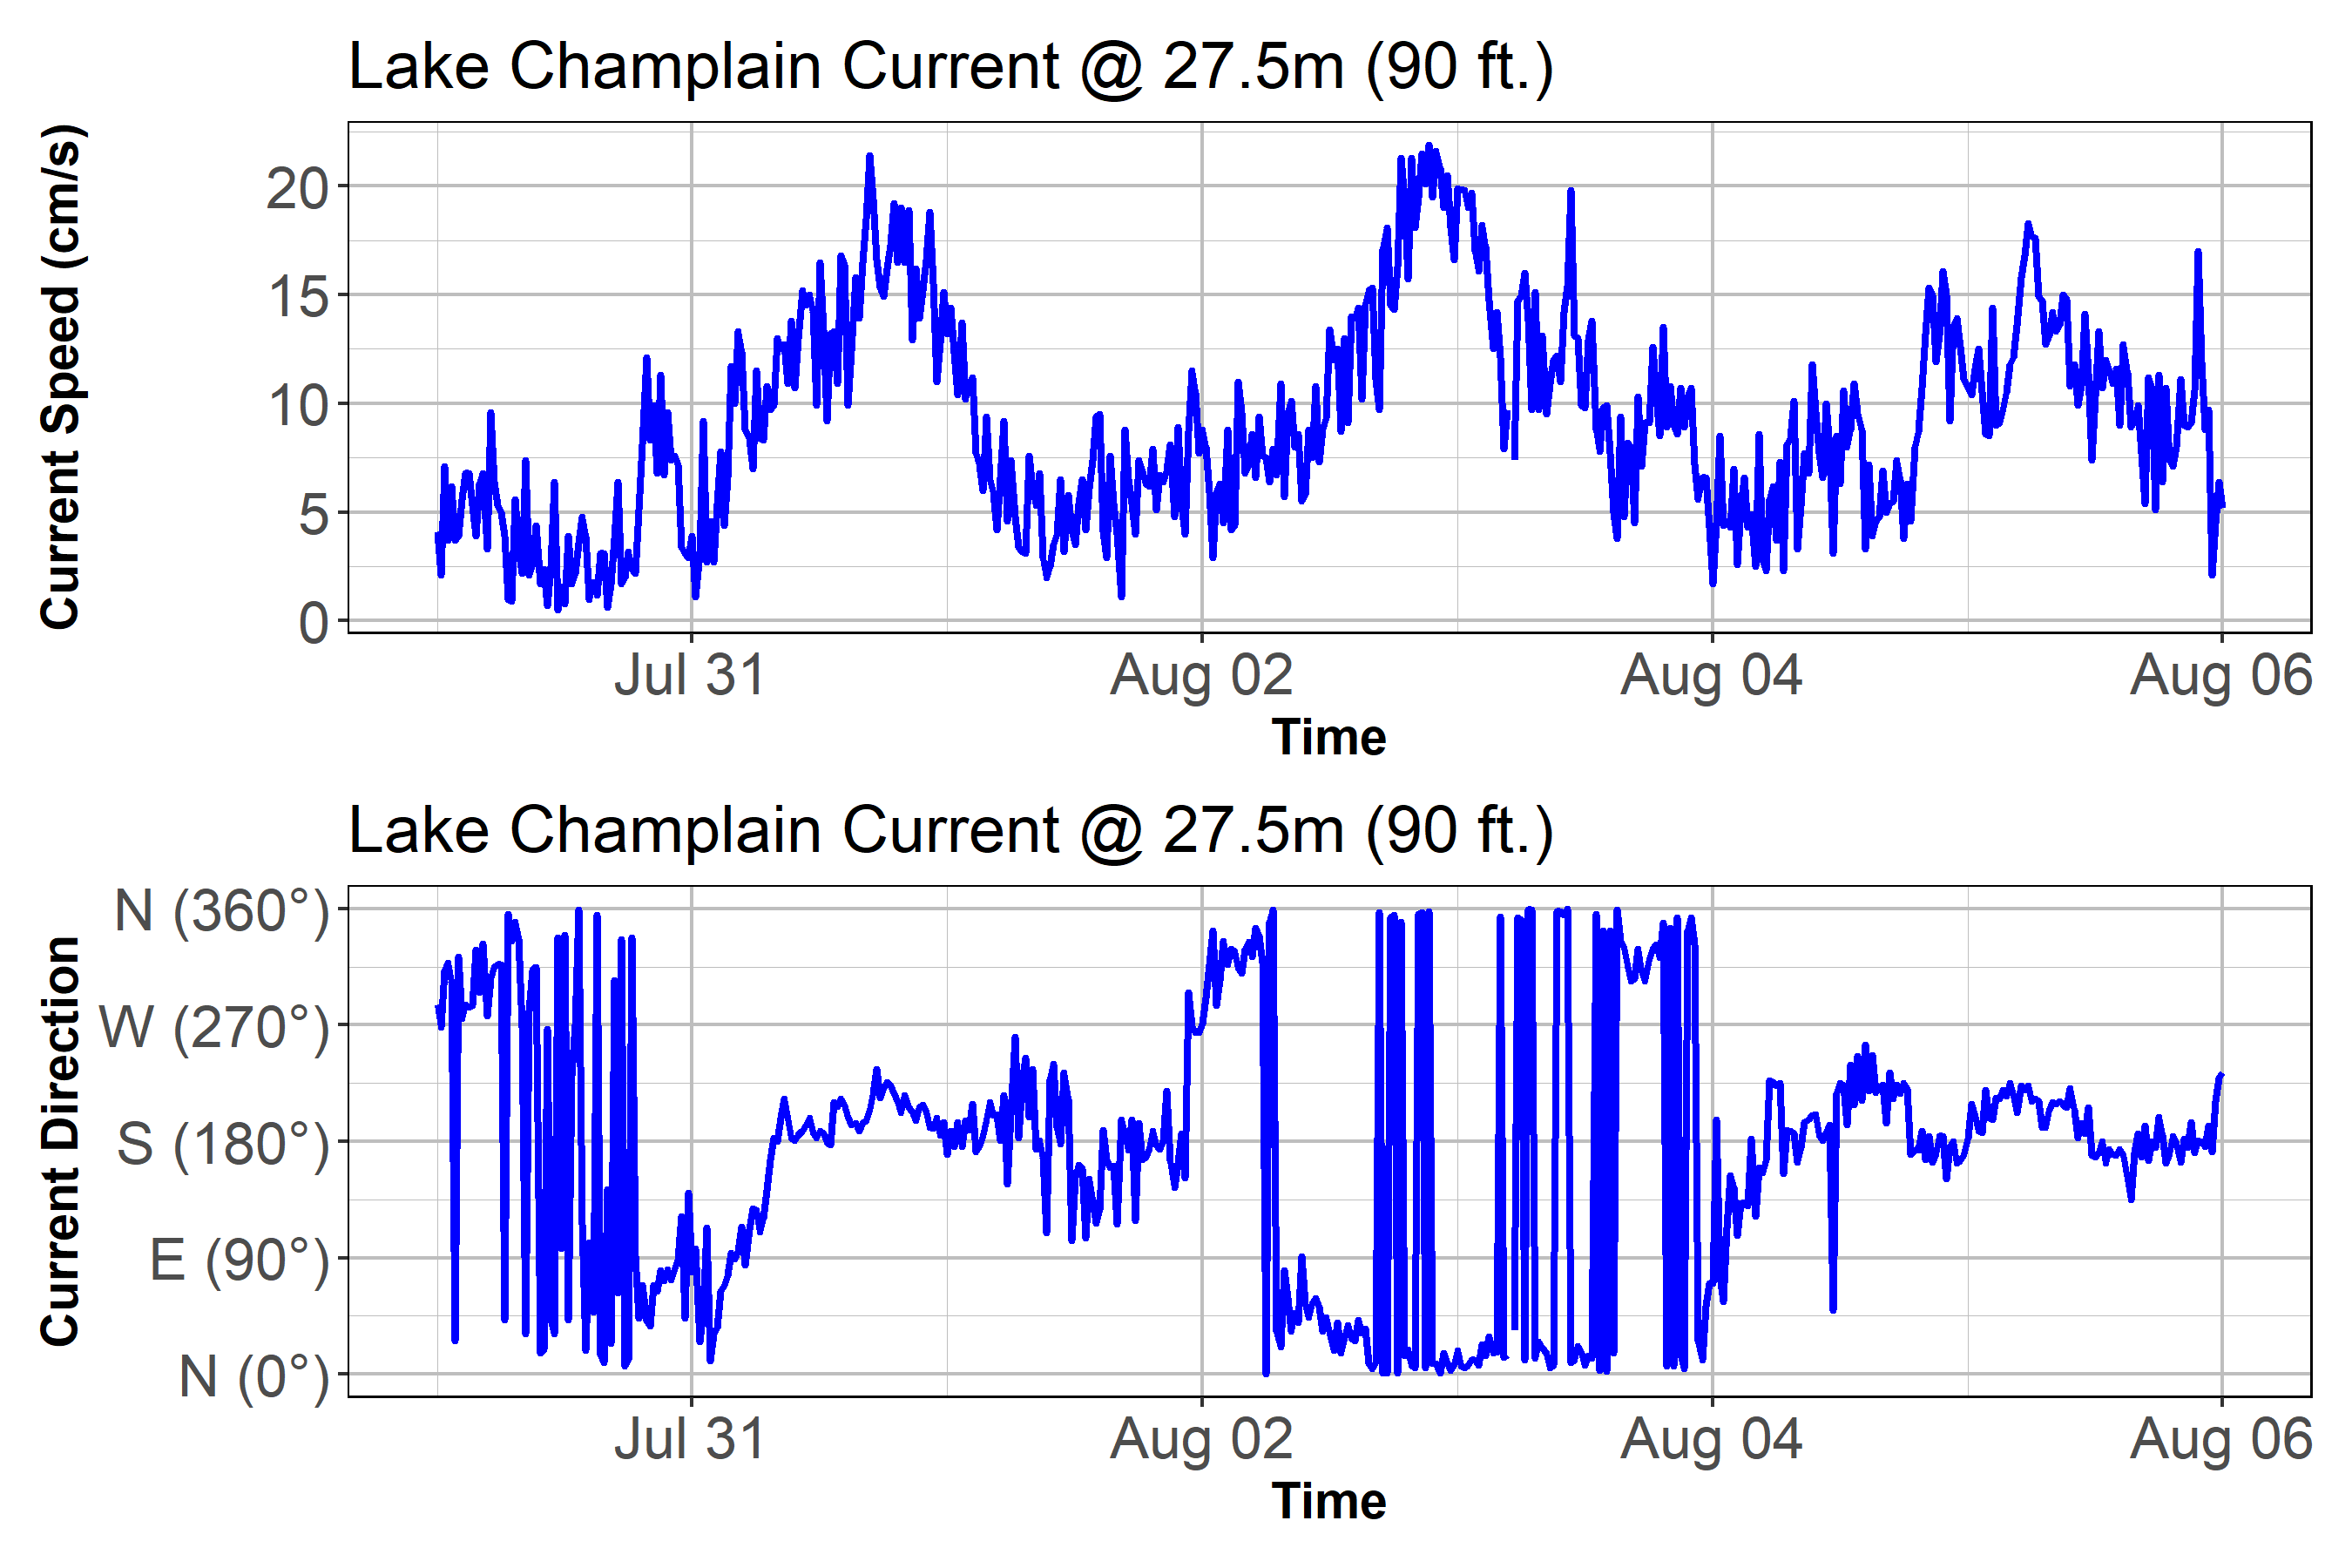 Lake Champlain Current @ 27.5m (90 ft.)
Current Speed (cm/s)
20
15
10
5
0
Jul 31 Aug 02 Aug 04 Aug 06
Time
Lake Champlain Current @ 27.5m (90 ft.)
Current Direction
N (360°)
W (270°)
S (180°)
E (90°)
N (0°)
Jul 31 Aug 02 Aug 04 Aug 06
Time